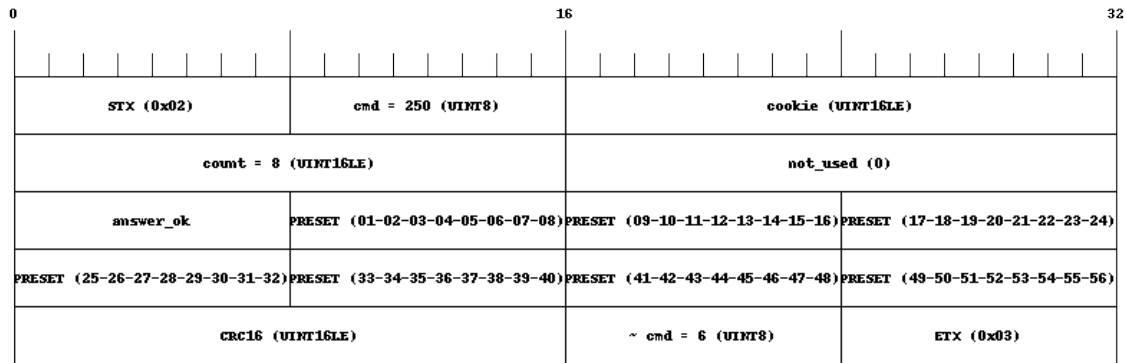 0 16 32
STX (0x02) cmd = 250 (UINT8) cookie (UINT16LE)
count = 8 (UINT16LE) not_used (0)
answer_ok PRESET (01-02-03-04-05-06-07-08) PRESET (09-10-11-12-13-14-15-16) PRESET (17-18-19-20-21-22-23-24)
PRESET (25-26-27-28-29-30-31-32) PRESET (33-34-35-36-37-38-39-40) PRESET (41-42-43-44-45-46-47-48) PRESET (49-50-51-52-53-54-55-56)
CRC16 (UINT16LE) ~ cmd = 6 (UINT8) ETX (0x03)